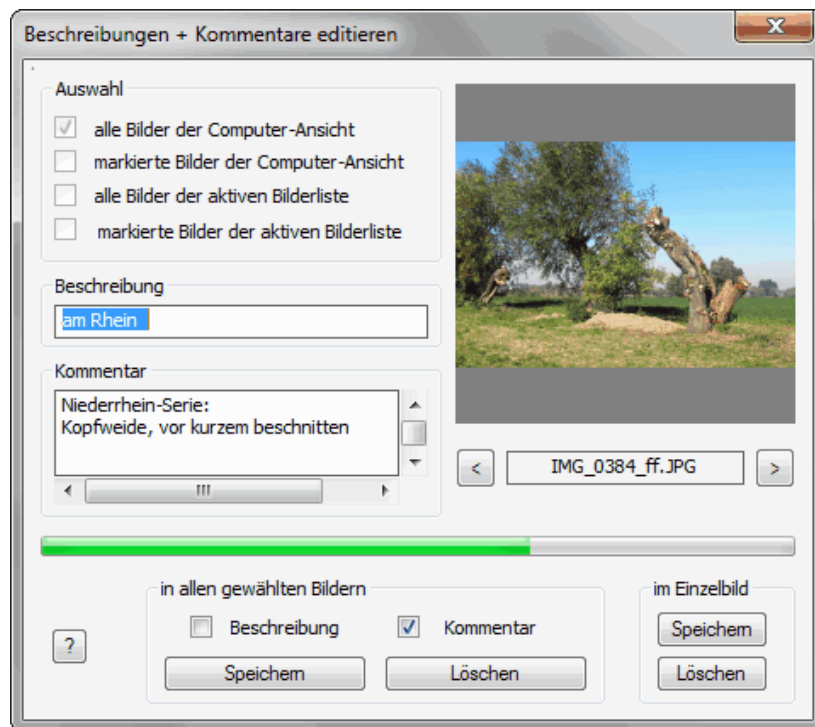 Beschreibungen + Kommentare editieren
Auswahl
alle Bilder der Computer-Ansicht
markierte Bilder der Computer-Ansicht
alle Bilder der aktiven Bilderliste
markierte Bilder der aktiven Bilderliste
Beschreibung
am Rhein
Kommentar
Niederrhein-Serie:
Kopfweide, vor kurzem beschnitten
< IMG_0384_ff.JPG >
in allen gewählten Bildern
Beschreibung Kommentar
Speichern Löschen
im Einzelbild
Speichern
Löschen
?